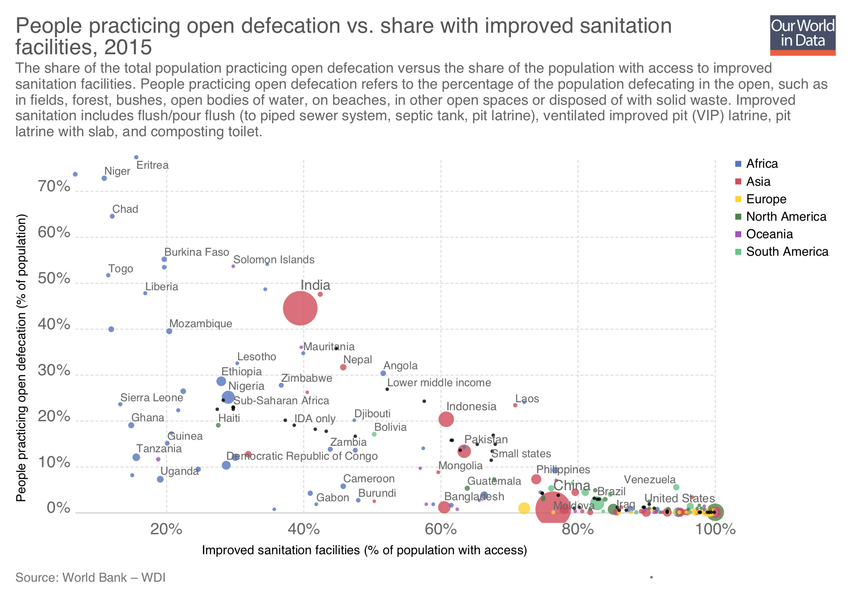 People practicing open defecation vs. share with improved sanitation
facilities, 2015
Our World
in Data
The share of the total population practicing open defecation versus the share of the population with access to improved
sanitation facilities. People practicing open defecation refers to the percentage of the population defecating in the open, such as
in fields, forest, bushes, open bodies of water, on beaches, in other open spaces or disposed of with solid waste. Improved
sanitation includes flush/pour flush (to piped sewer system, septic tank, pit latrine), ventilated improved pit (VIP) latrine, pit
latrine with slab, and composting toilet.
People practicing open defecation (% of population)
70%
60%
50%
40%
30%
20%
10%
0%
Eritrea
Niger
Chad
Burkina Faso
Solomon Islands
Togo
Liberia
India
Mozambique
Mauritania
Lesotho
Nepal
Angola
Ethiopia
Zimbabwe
Lower middle income
Nigeria
Sierra Leone
Sub-Saharan Africa
Laos
Indonesia
Ghana
Haiti
IDA only
Djibouti
Bolivia
Guinea
Zambia
Pakistan
Tanzania
Democratic Republic of Congo
Small states
Uganda
Mongolia
Philippines
Cameroon
Guatemala
China
Venezuela
Gabon
Burundi
Bangladesh
Brazil
Moldova
Iraq
United States
20%
40%
60%
80%
100%
Improved sanitation facilities (% of population with access)
Africa
Asia
Europe
North America
Oceania
South America
Source: World Bank – WDI